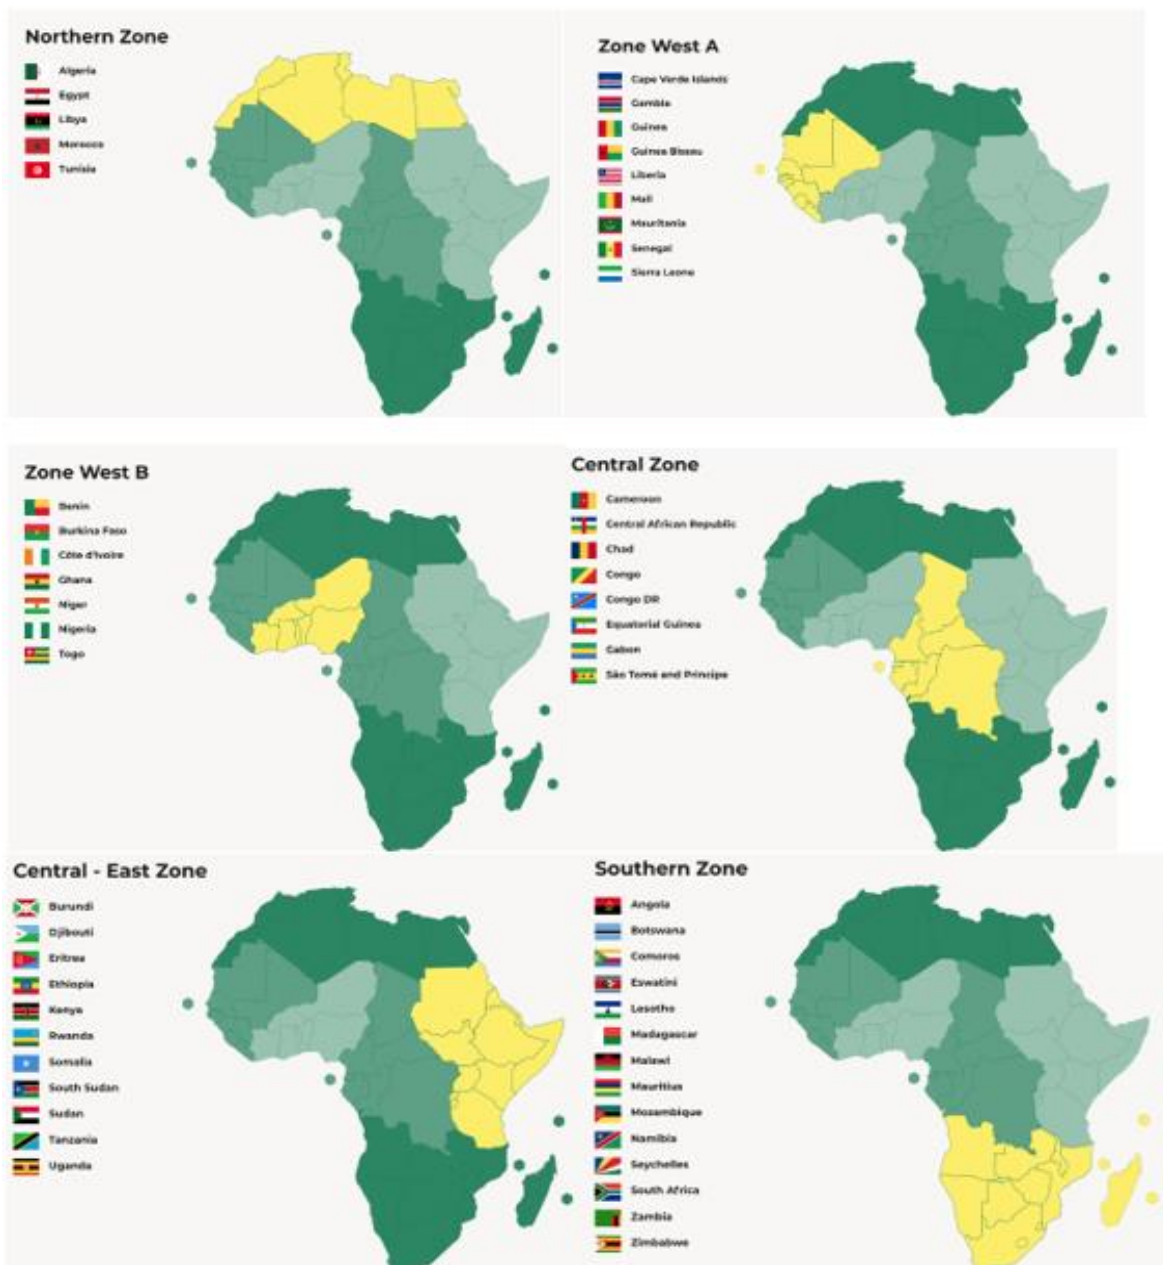 Northern Zone
Algeria
Egypt
Libya
Morocco
Tunisia
Zone West A
Cape Verde Islands
Gambia
Guinea
Guinea Bissau
Liberia
Mali
Mauritania
Senegal
Sierra Leone
Zone West B
Benin
Burkina Faso
Côte d'Ivoire
Ghana
Niger
Nigeria
Togo
Central Zone
Cameroon
Central African Republic
Chad
Congo
Congo DR
Equatorial Guinea
Gabon
São Tomé and Príncipe
Central - East Zone
Burundi
Djibouti
Eritrea
Ethiopia
Kenya
Rwanda
Somalia
South Sudan
Sudan
Tanzania
Uganda
Southern Zone
Angola
Botswana
Comoros
Eswatini
Lesotho
Madagascar
Malawi
Mauritius
Mozambique
Namibia
Seychelles
South Africa
Zambia
Zimbabwe